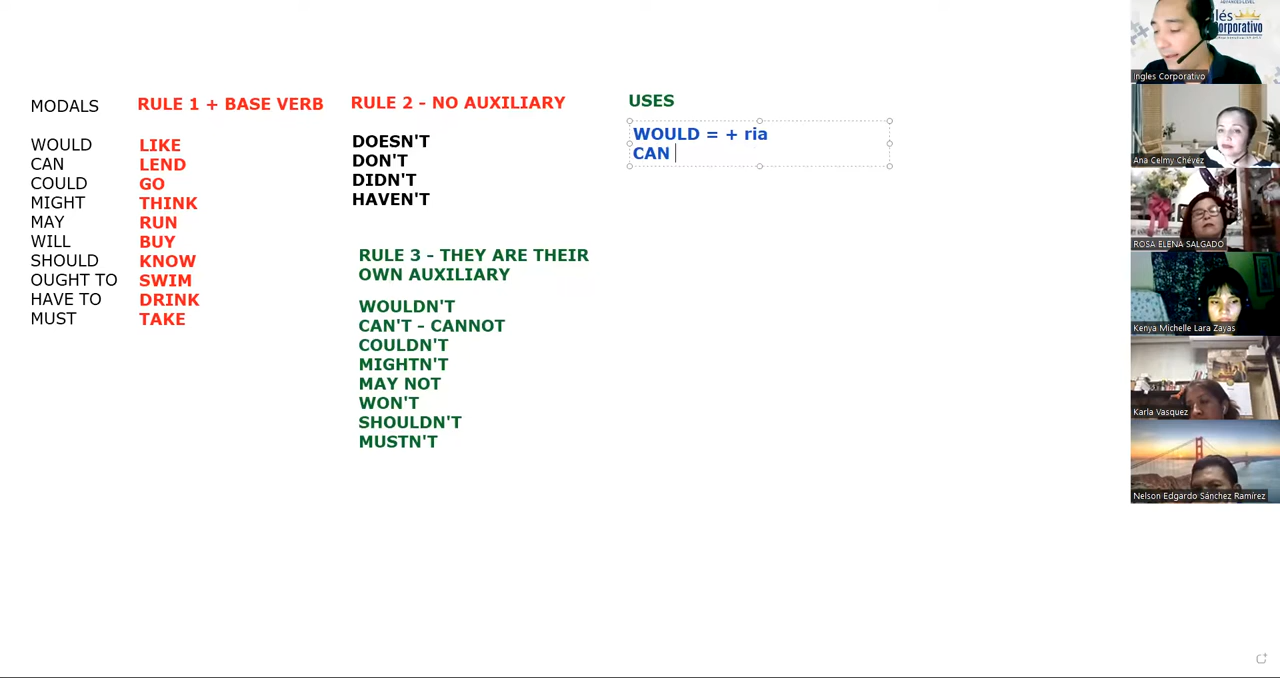 MODALS
WOULD
CAN
COULD
MIGHT
MAY
WILL
SHOULD
OUGHT TO
HAVE TO
MUST
RULE 1 + BASE VERB
LIKE
LEND
GO
THINK
RUN
BUY
KNOW
SWIM
DRINK
TAKE
RULE 2 - NO AUXILIARY
DOESN'T
DON'T
DIDN'T
HAVEN'T
RULE 3 - THEY ARE THEIR
OWN AUXILIARY
WOULDN'T
CAN'T - CANNOT
COULDN'T
MIGHTN'T
MAY NOT
WON'T
SHOULDN'T
MUSTN'T
USES
WOULD = + ria
CAN
lés
orporativo
Ingles Corporativo
Ana Celmy Chévez
ROSA ELENA SALGADO
Kenya Michelle Lara Zayas
Karla Vasquez
Nelson Edgardo Sánchez Ramírez